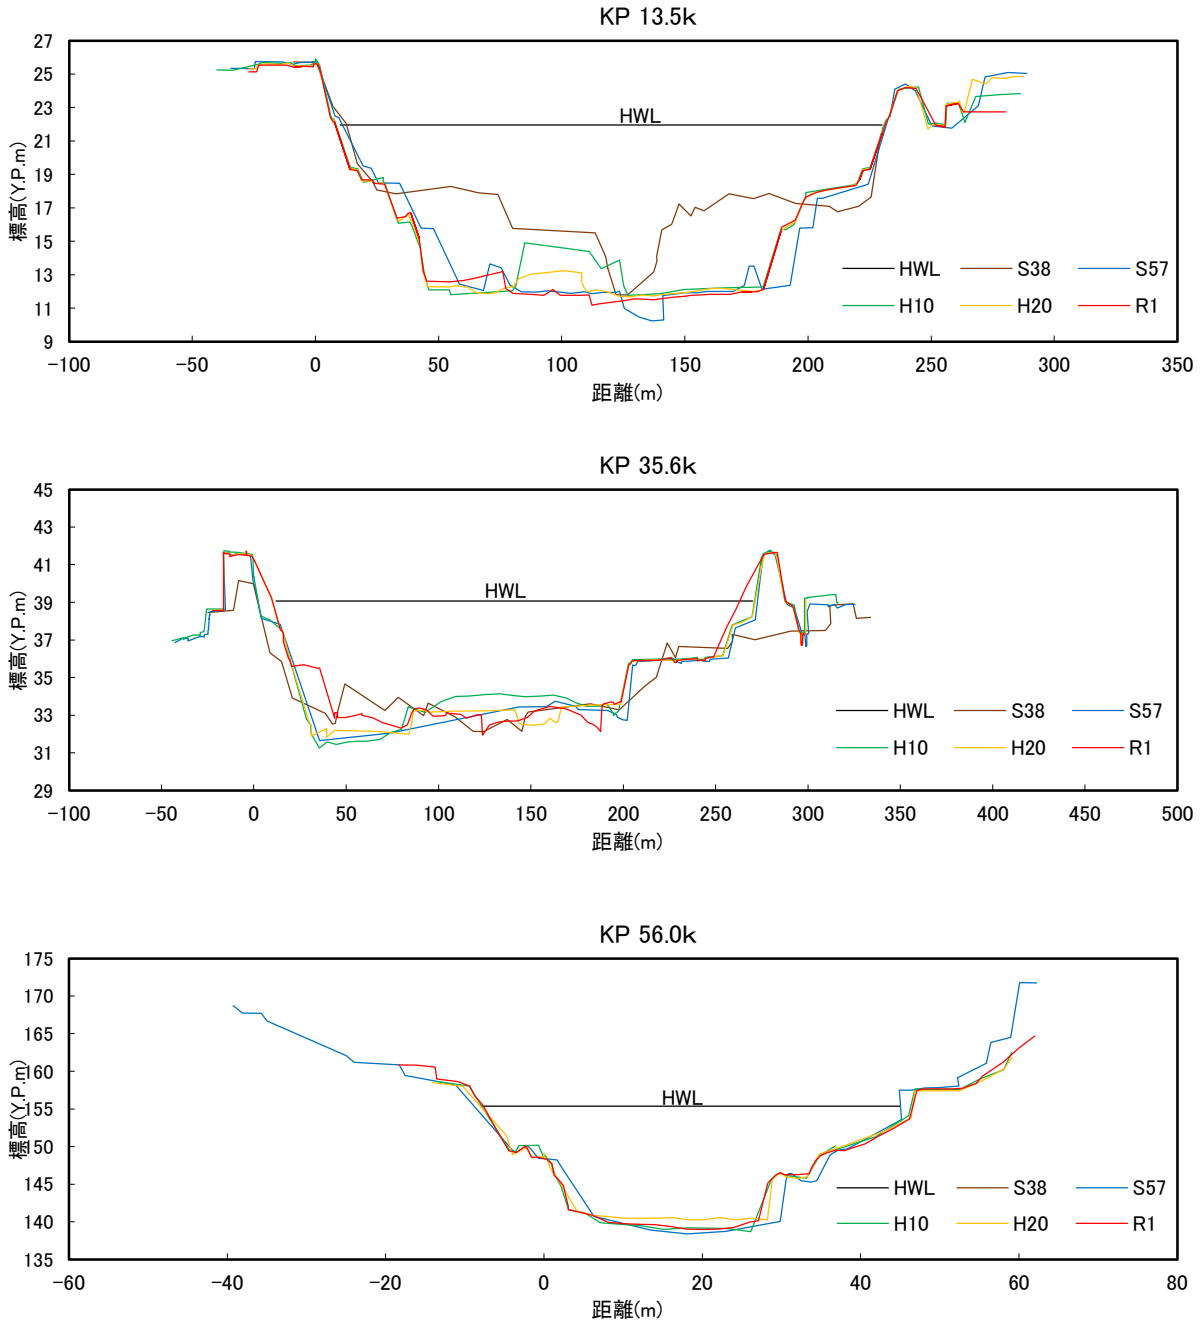 KP 13.5k
27
25
23
21
19
17
15
13
11
9
標高(Y.P.m)
HWL
HWL S38 S57
H10 H20 R1
-100 -50 0 50 100 150 200 250 300 350
距離(m)
KP 35.6k
45
43
41
39
37
35
33
31
29
標高(Y.P.m)
HWL
HWL S38 S57
H10 H20 R1
-100 -50 0 50 100 150 200 250 300 350 400 450 500
距離(m)
KP 56.0k
175
170
165
160
155
150
145
140
135
標高(Y.P.m)
HWL
HWL S38 S57
H10 H20 R1
-60 -40 -20 0 20 40 60 80
距離(m)